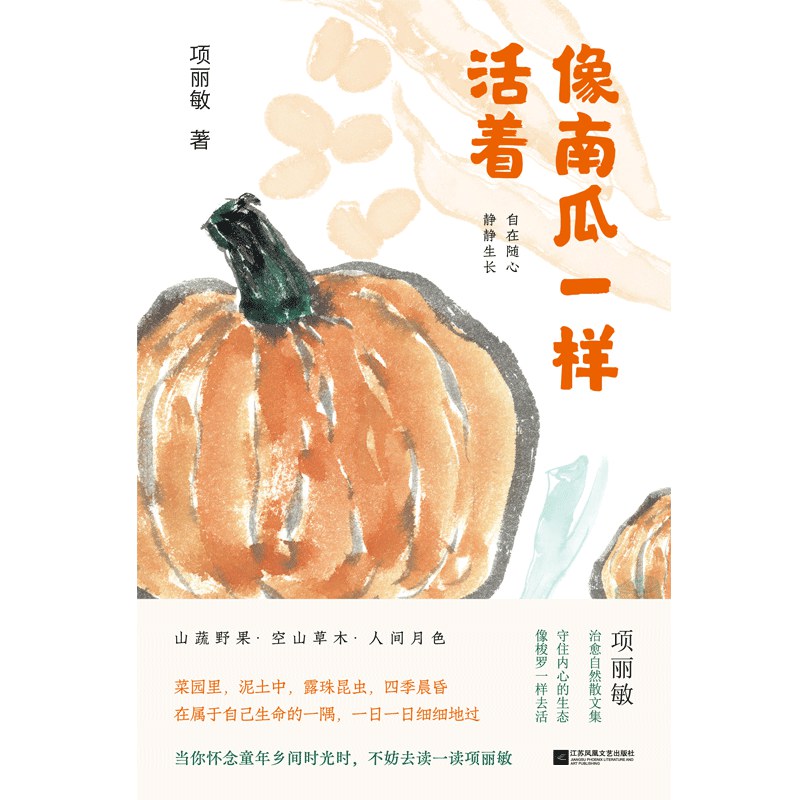 像南瓜一样
活着
自在随心
静静生长
项丽敏 著
山蔬野果·空山草木·人间月色
菜园里，泥土中，露珠昆虫，四季晨昏
在属于自己生命的一隅，一日一日细细地过
当你怀念童年乡间时光时，不妨去读一读项丽敏
项丽敏
治愈自然散文集
守住内心的生态
像梭罗一样去活
江苏凤凰文艺出版社
JIANGSU PHOENIX LITERATURE AND
ART PUBLISHING